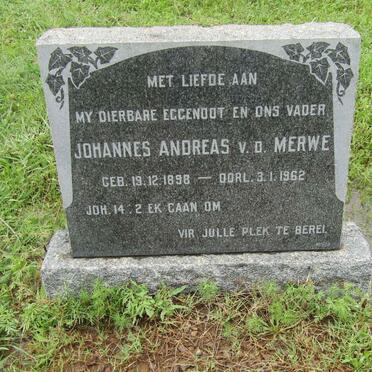 MET LIEFDE AAN
MY DIERBARE EGGENOOT EN ONS VADER
JOHANNES ANDREAS V. D. MERWE
GEB. 19.12.1898 — OORL. 3.1.1962
JOH. 14.2 EK GAAN OM
VIR JULLE PLEK TE BEREI.